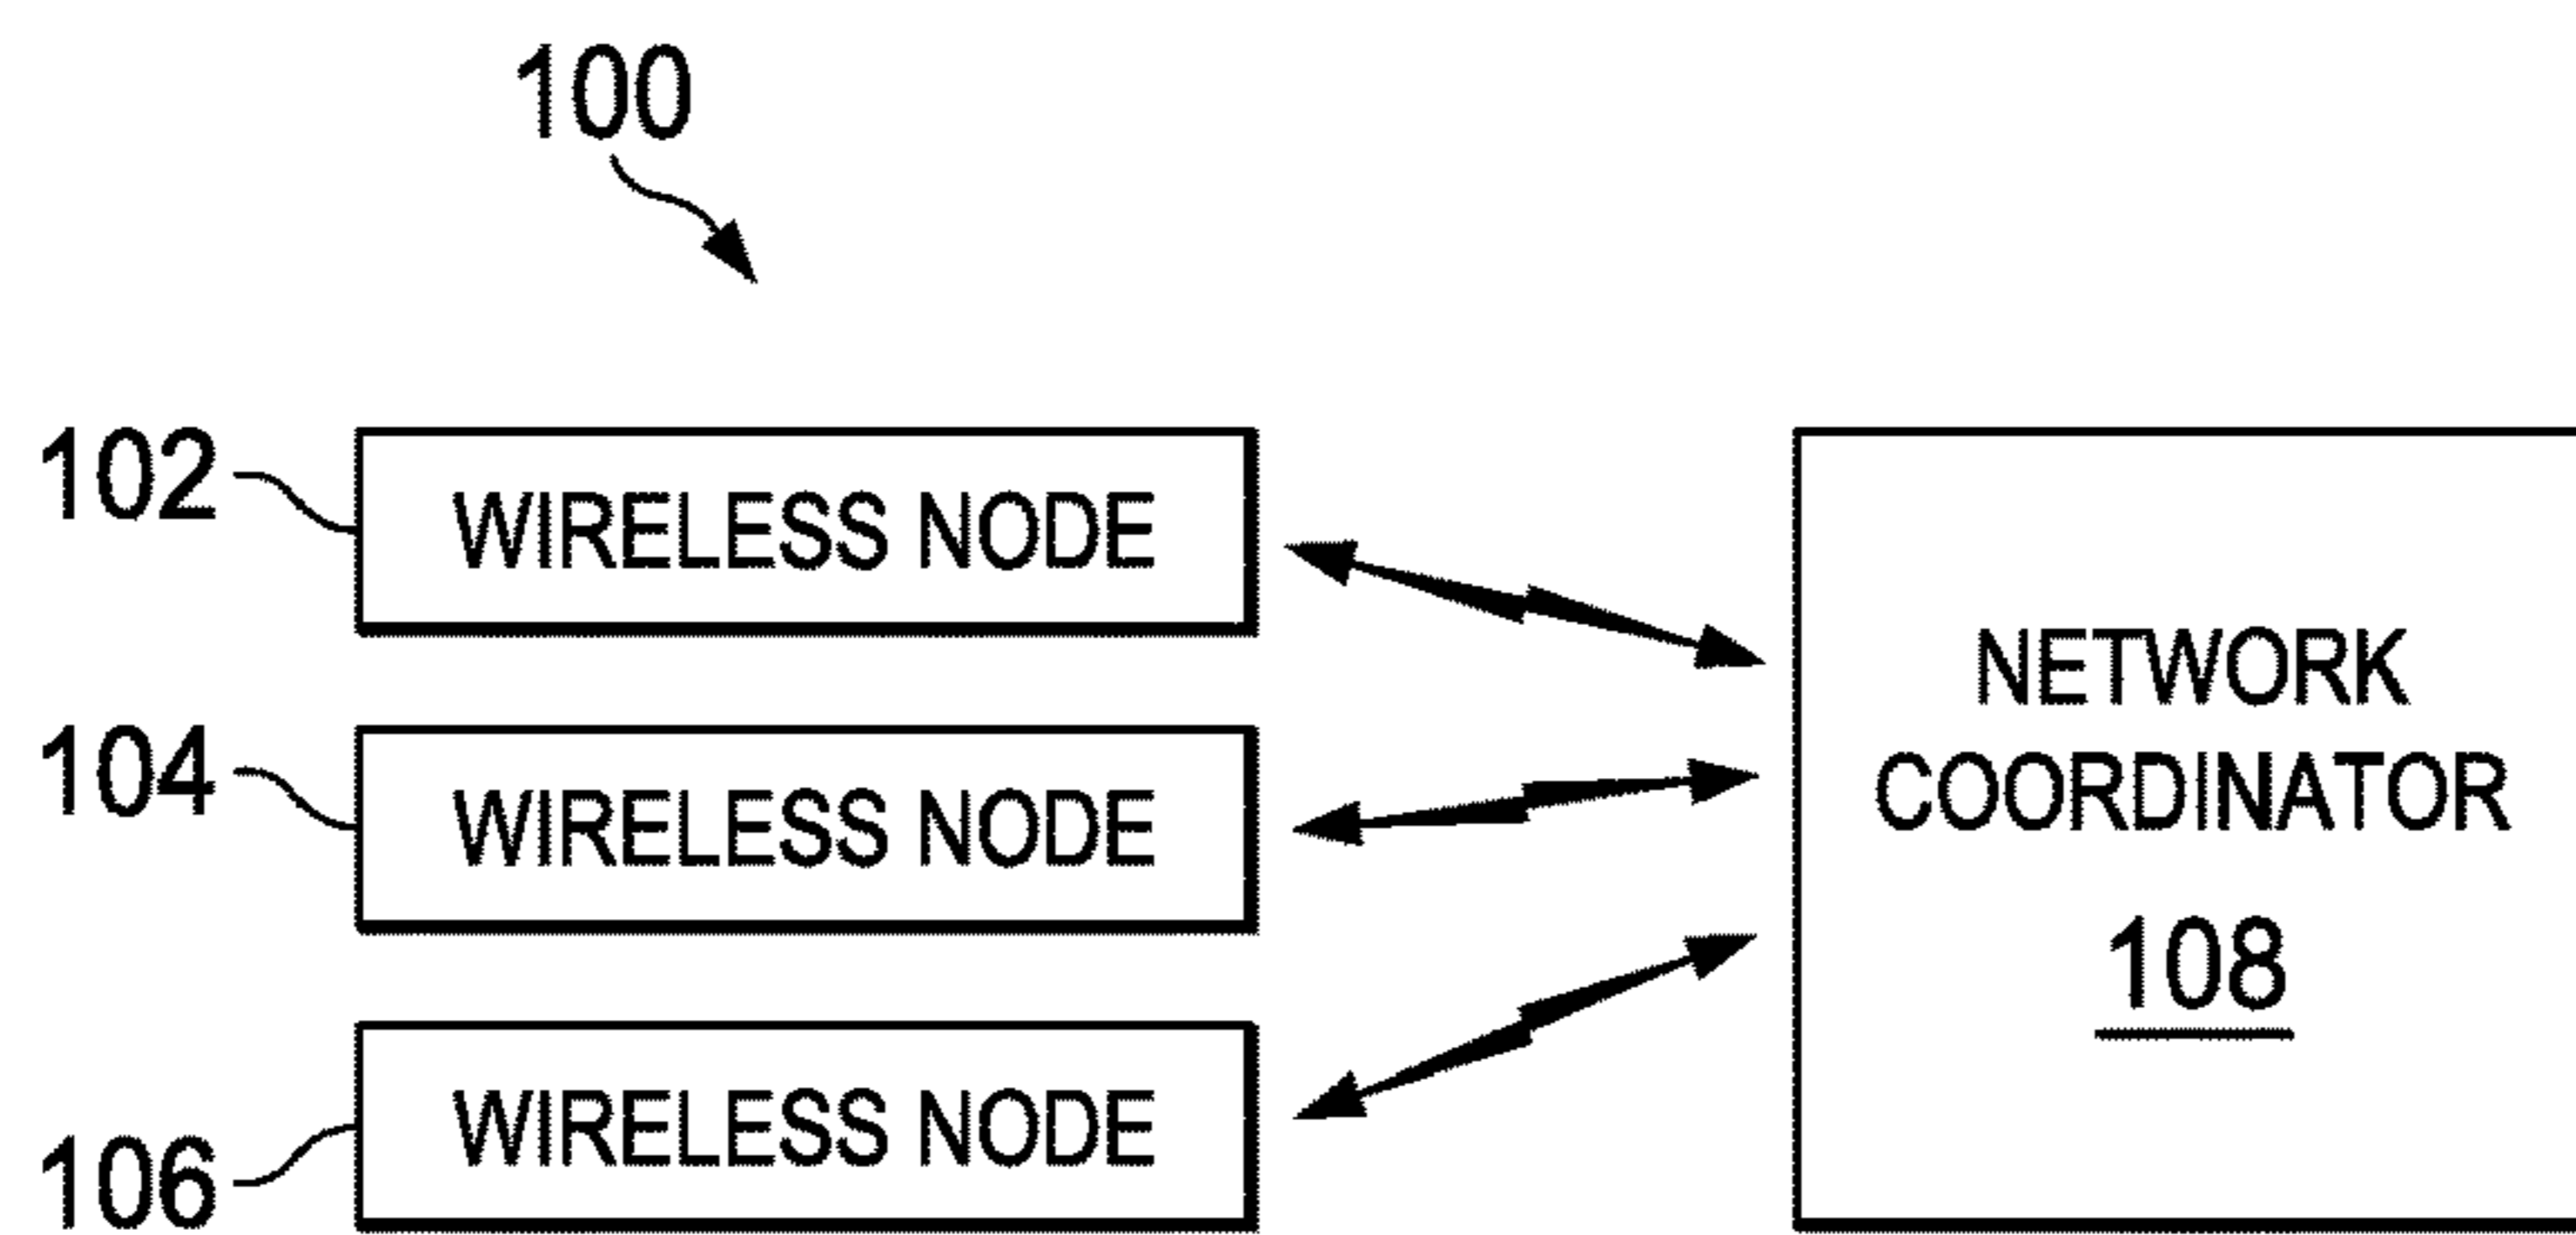 100
102
WIRELESS NODE
104
WIRELESS NODE
106
WIRELESS NODE
NETWORK
COORDINATOR
108